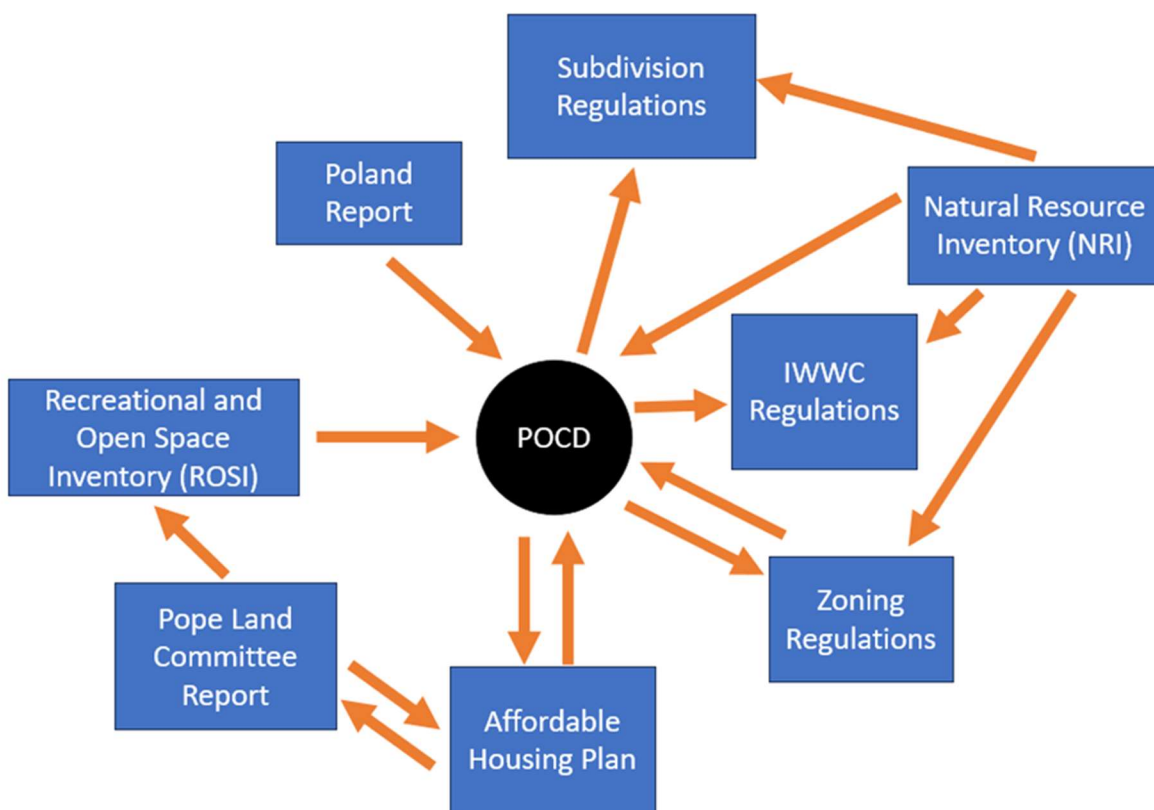 Subdivision
Regulations
Poland
Report
Natural Resource
Inventory (NRI)
IWWC
Regulations
Recreational and
Open Space
Inventory (ROSI)
POCD
Zoning
Regulations
Pope Land
Committee
Report
Affordable
Housing Plan